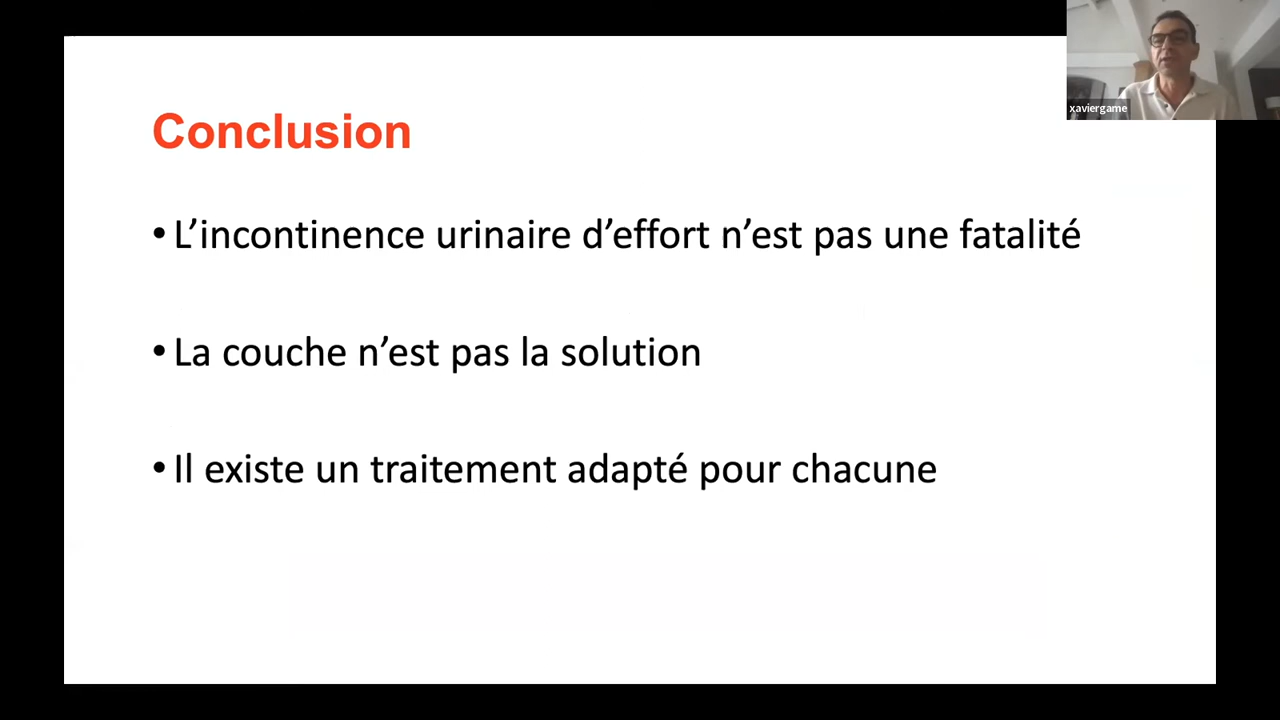 xaviergame
Conclusion
• L’incontinence urinaire d’effort n’est pas une fatalité
• La couche n’est pas la solution
• Il existe un traitement adapté pour chacune